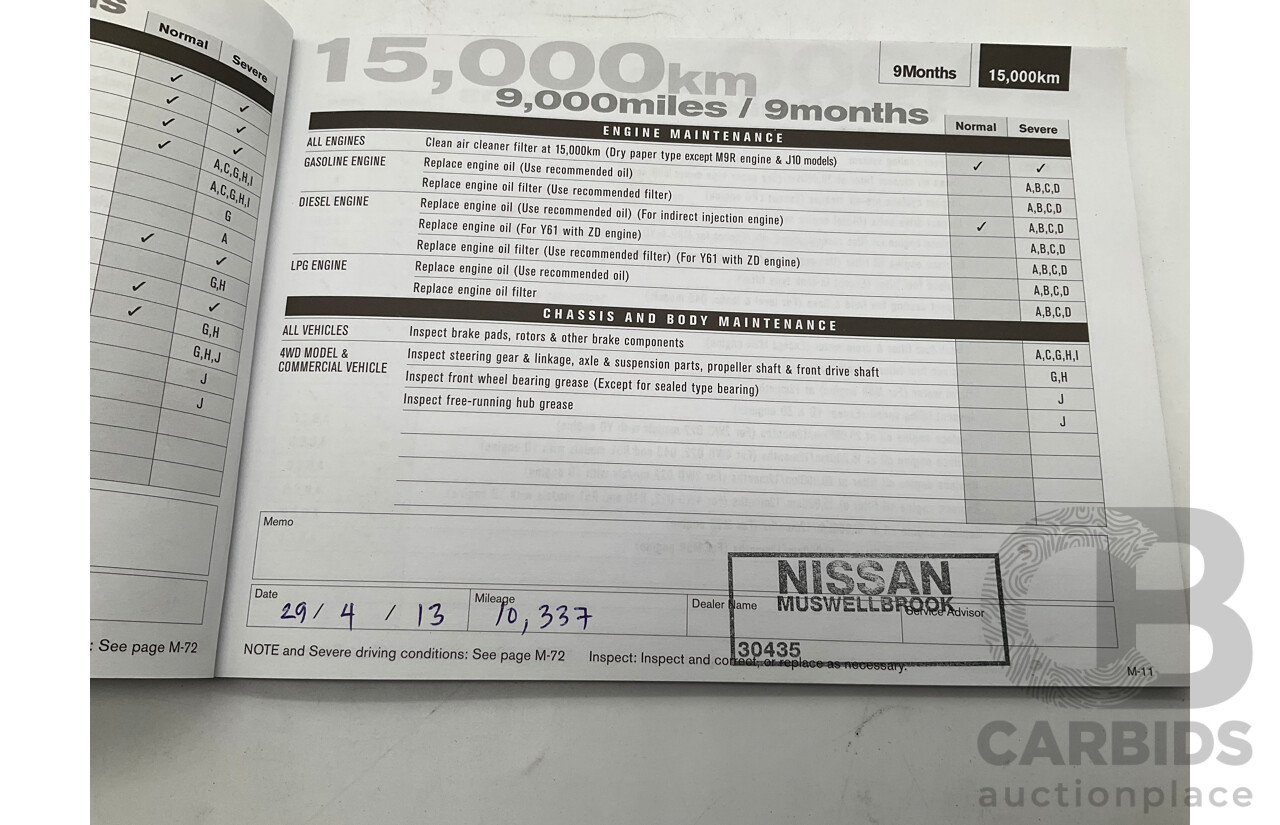 ns
Normal Severe
✓
✓ ✓
✓ ✓
✓ ✓
A,C,G,H,I
A,C,G,H,I
G
✓ A
✓
✓ G,H
✓ ✓
G,H
G,H,J
J
J
: See page M-72
15,000km
9,000miles / 9months
9Months 15,000km
Normal Severe
ENGINE MAINTENANCE
ALL ENGINES Clean air cleaner filter at 15,000km (Dry paper type except M9R engine & J10 models) ✓ ✓
GASOLINE ENGINE Replace engine oil (Use recommended oil) A,B,C,D
Replace engine oil filter (Use recommended filter) A,B,C,D
DIESEL ENGINE Replace engine oil (Use recommended oil) (For indirect injection engine) ✓ A,B,C,D
Replace engine oil (For Y61 with ZD engine) A,B,C,D
Replace engine oil filter (Use recommended filter) (For Y61 with ZD engine) A,B,C,D
LPG ENGINE Replace engine oil (Use recommended oil) A,B,C,D
Replace engine oil filter A,B,C,D
CHASSIS AND BODY MAINTENANCE
ALL VEHICLES Inspect brake pads, rotors & other brake components A,C,G,H,I
4WD MODEL & COMMERCIAL VEHICLE Inspect steering gear & linkage, axle & suspension parts, propeller shaft & front drive shaft G,H
Inspect front wheel bearing grease (Except for sealed type bearing) J
Inspect free-running hub grease J
Memo
Date 29/ 4 / 13 Mileage 10,337 Dealer Name Service Advisor
NISSAN
MUSWELLBROOK
30435
NOTE and Severe driving conditions: See page M-72 Inspect: Inspect and correct, or replace as necessary.
M-11
CB
CARBIDS
auctionplace